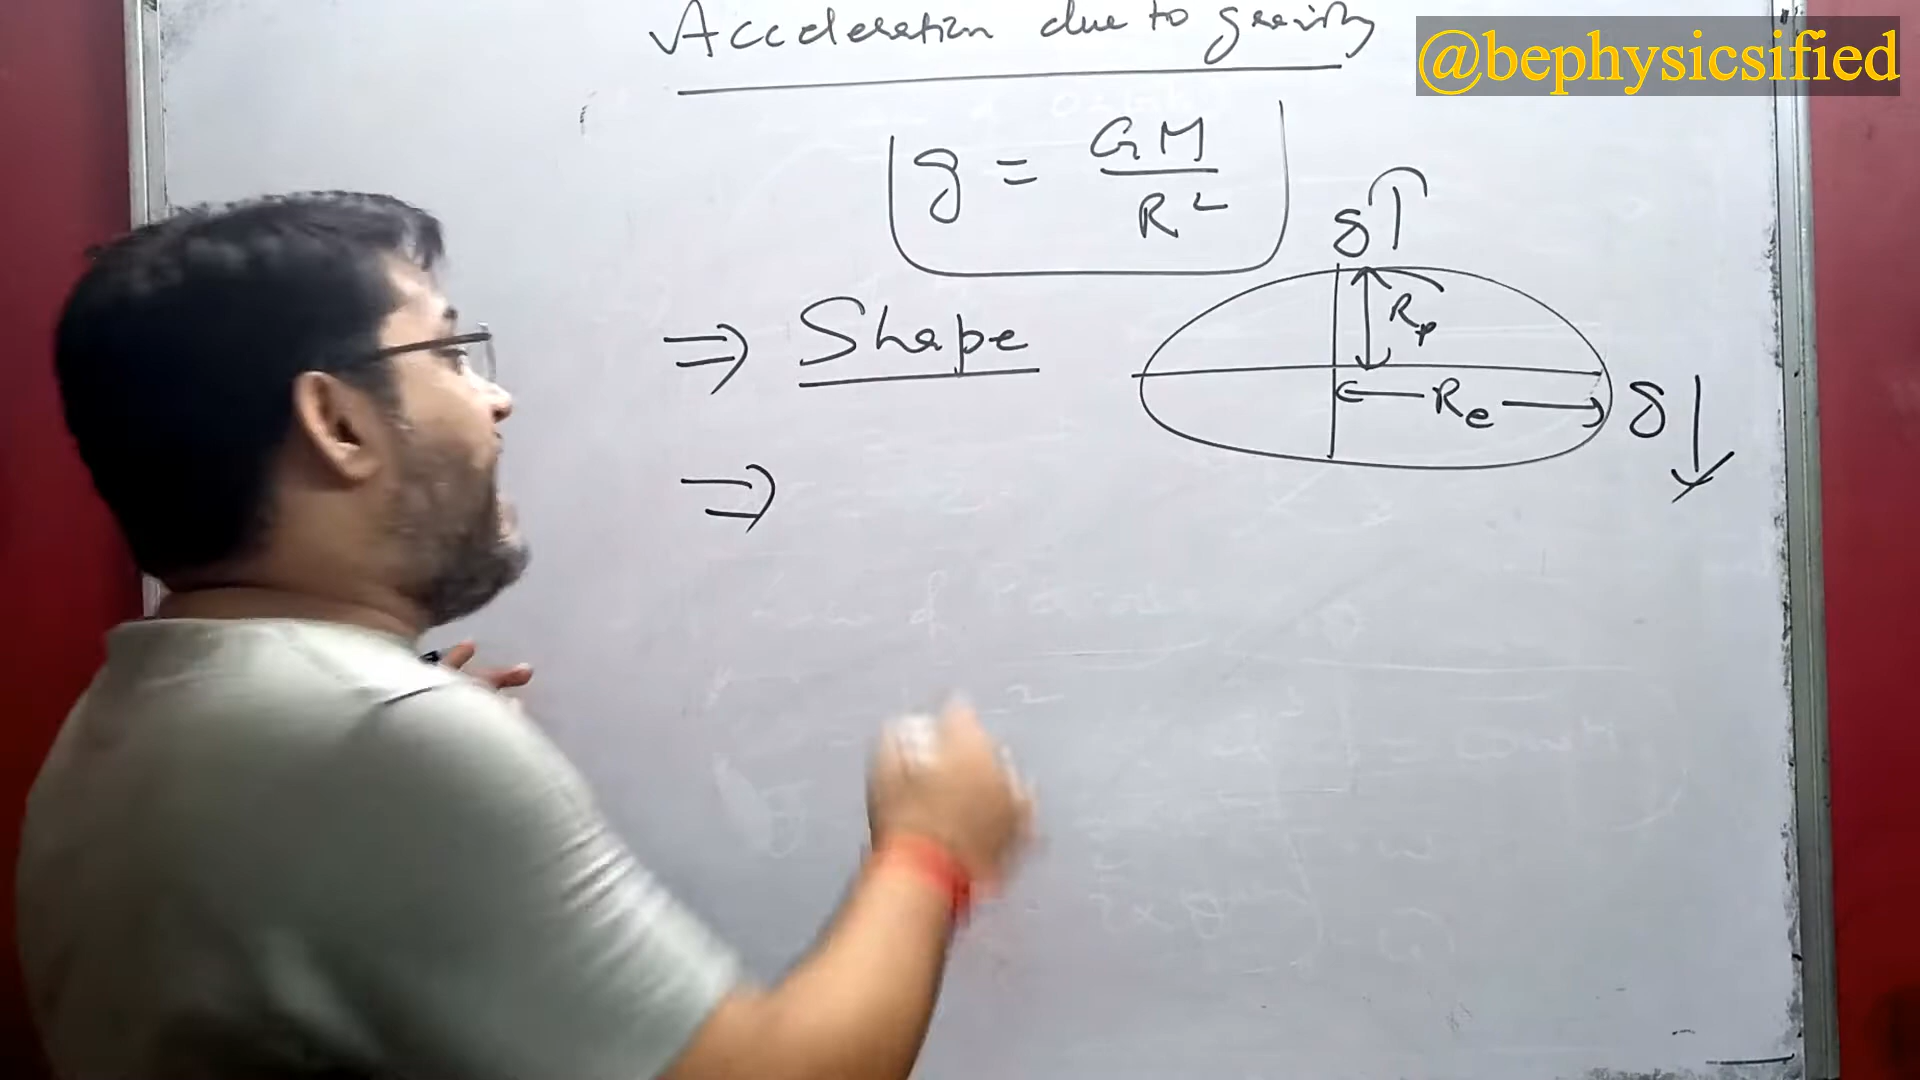 Acceleration due to gravity
@bephysicsified
g = GM / R²
g ↑
⇒ Shape
Rp
Re
g ↓
⇒